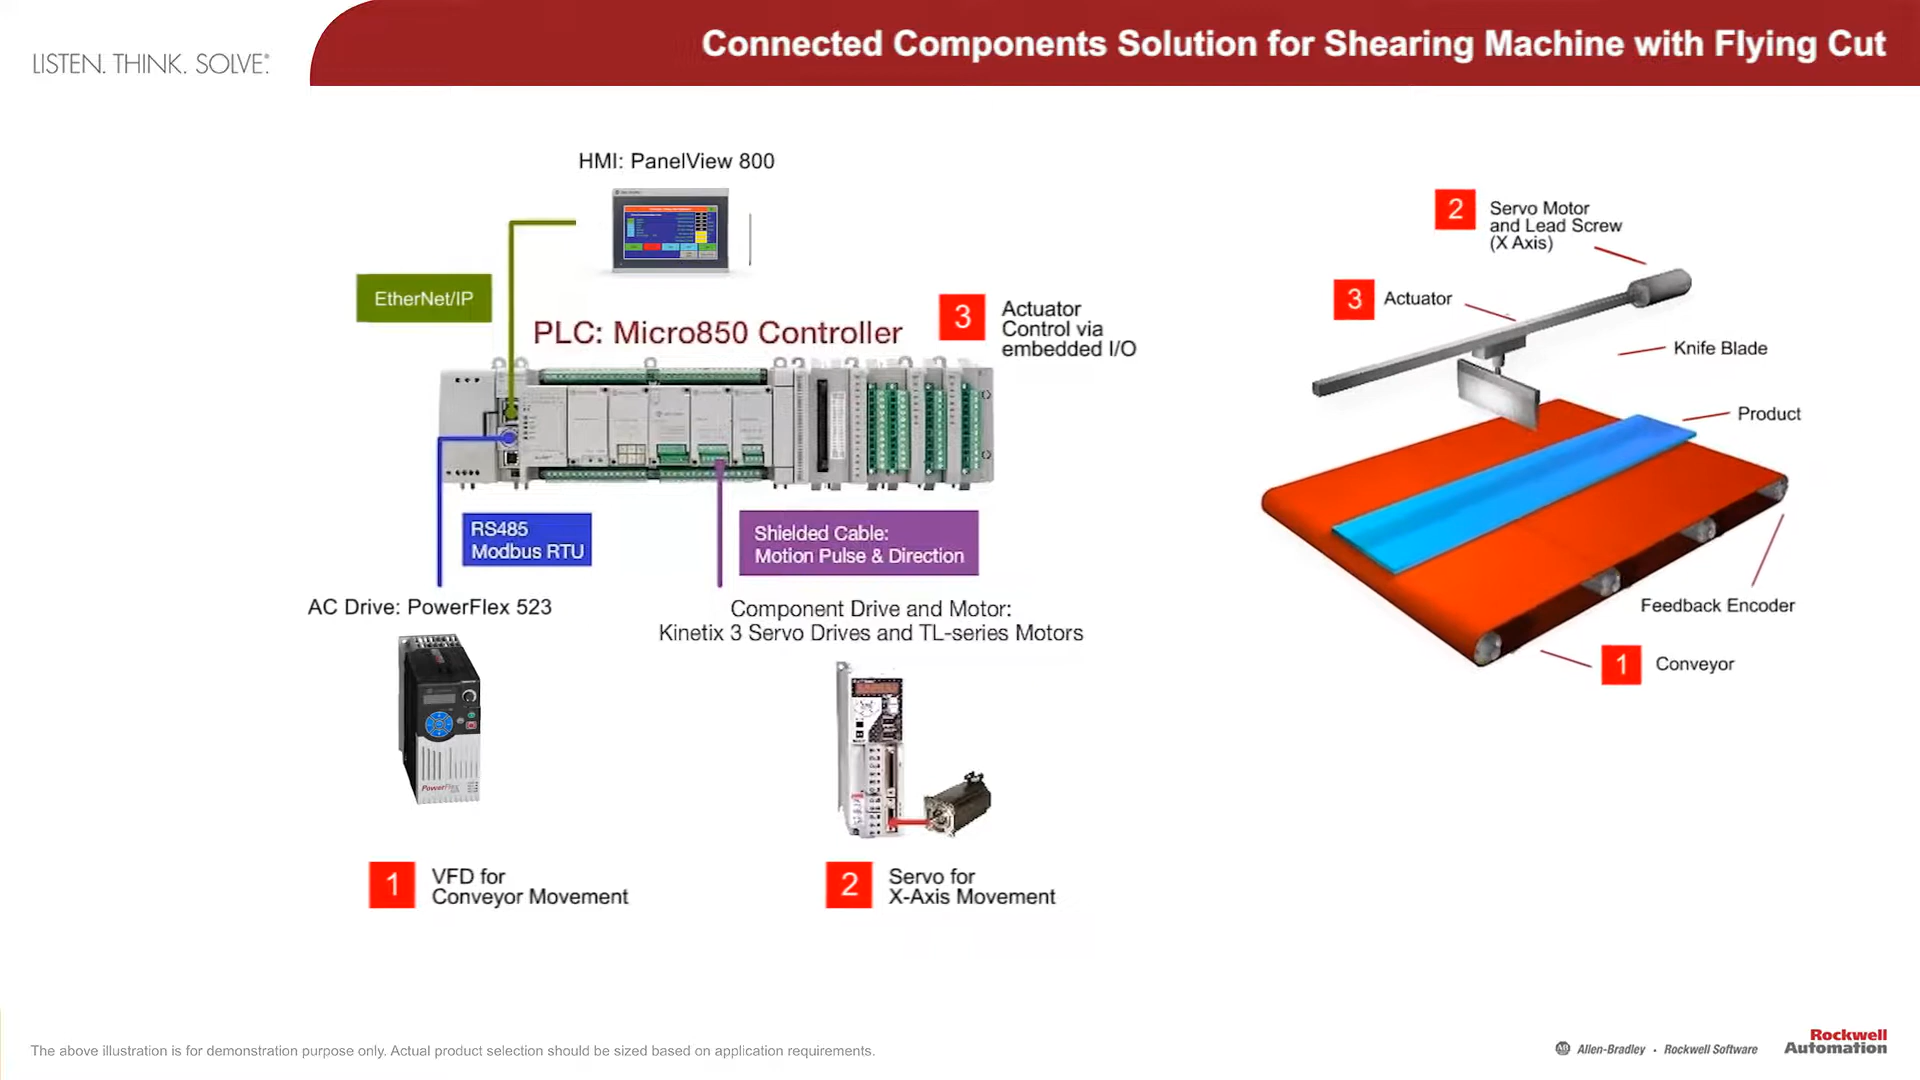 LISTEN. THINK. SOLVE.®
Connected Components Solution for Shearing Machine with Flying Cut
HMI: PanelView 800
EtherNet/IP
PLC: Micro850 Controller
3
Actuator
Control via
embedded I/O
RS485
Modbus RTU
Shielded Cable:
Motion Pulse & Direction
AC Drive: PowerFlex 523
Component Drive and Motor:
Kinetix 3 Servo Drives and TL-series Motors
PowerFlex
1
VFD for
Conveyor Movement
2
Servo for
X-Axis Movement
2
Servo Motor
and Lead Screw
(X Axis)
3
Actuator
Knife Blade
Product
Feedback Encoder
1
Conveyor
The above illustration is for demonstration purpose only. Actual product selection should be sized based on application requirements.
AB Allen-Bradley • Rockwell Software
Rockwell
Automation